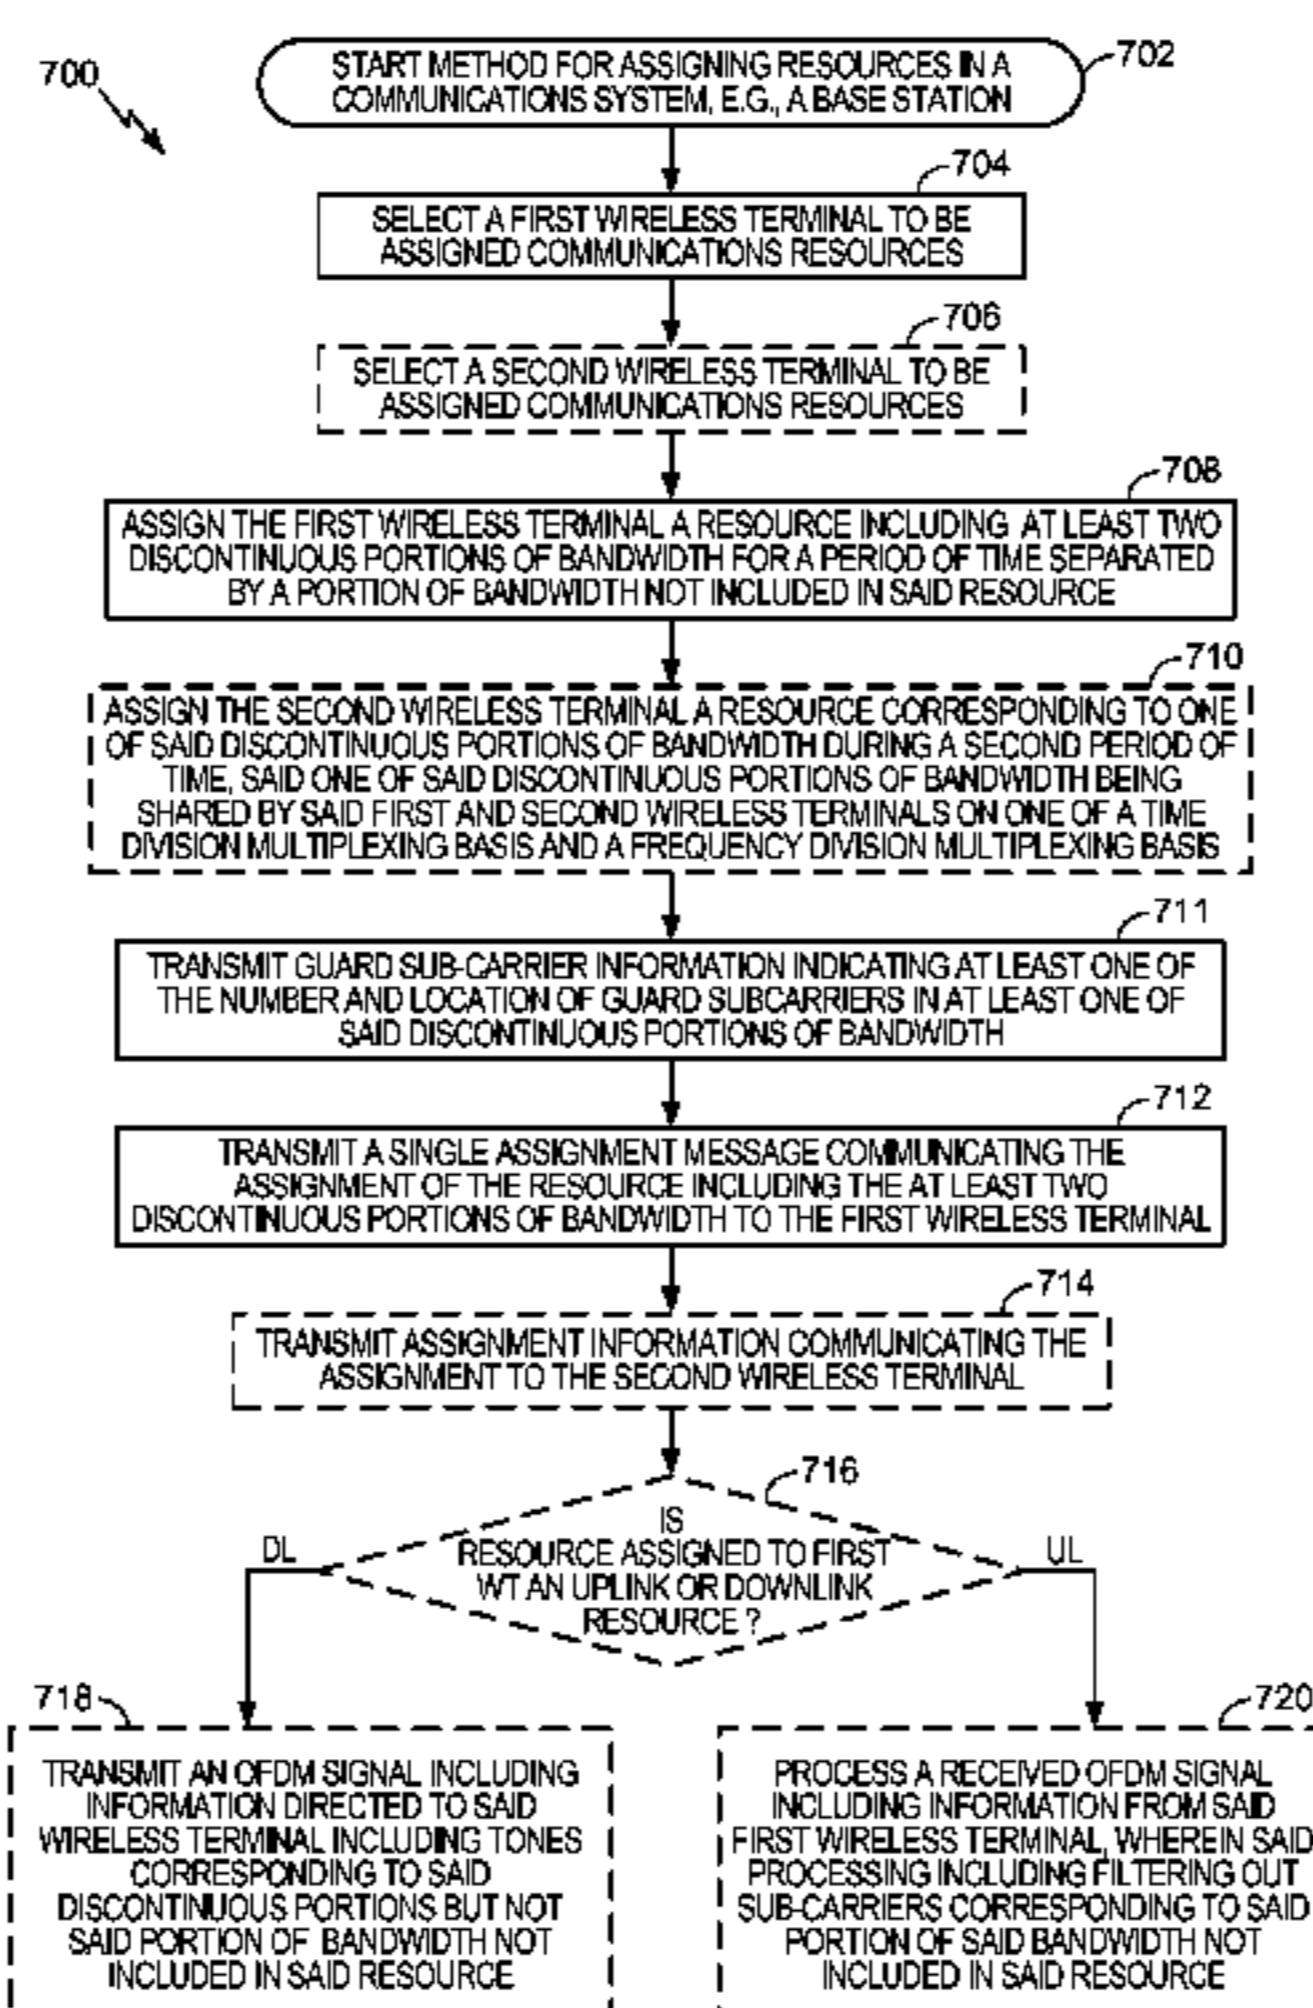 700
702
START METHOD FOR ASSIGNING RESOURCES IN A
COMMUNICATIONS SYSTEM, E.G., A BASE STATION
704
SELECT A FIRST WIRELESS TERMINAL TO BE
ASSIGNED COMMUNICATIONS RESOURCES
706
SELECT A SECOND WIRELESS TERMINAL TO BE
ASSIGNED COMMUNICATIONS RESOURCES
708
ASSIGN THE FIRST WIRELESS TERMINAL A RESOURCE INCLUDING AT LEAST TWO
DISCONTINUOUS PORTIONS OF BANDWIDTH FOR A PERIOD OF TIME SEPARATED
BY A PORTION OF BANDWIDTH NOT INCLUDED IN SAID RESOURCE
710
ASSIGN THE SECOND WIRELESS TERMINAL A RESOURCE CORRESPONDING TO ONE
OF SAID DISCONTINUOUS PORTIONS OF BANDWIDTH DURING A SECOND PERIOD OF
TIME, SAID ONE OF SAID DISCONTINUOUS PORTIONS OF BANDWIDTH BEING
SHARED BY SAID FIRST AND SECOND WIRELESS TERMINALS ON ONE OF A TIME
DIVISION MULTIPLEXING BASIS AND A FREQUENCY DIVISION MULTIPLEXING BASIS
711
TRANSMIT GUARD SUB-CARRIER INFORMATION INDICATING AT LEAST ONE OF
THE NUMBER AND LOCATION OF GUARD SUBCARRIERS IN AT LEAST ONE OF
SAID DISCONTINUOUS PORTIONS OF BANDWIDTH
712
TRANSMIT A SINGLE ASSIGNMENT MESSAGE COMMUNICATING THE
ASSIGNMENT OF THE RESOURCE INCLUDING THE AT LEAST TWO
DISCONTINUOUS PORTIONS OF BANDWIDTH TO THE FIRST WIRELESS TERMINAL
714
TRANSMIT ASSIGNMENT INFORMATION COMMUNICATING THE
ASSIGNMENT TO THE SECOND WIRELESS TERMINAL
716
IS
RESOURCE ASSIGNED TO FIRST
WT AN UPLINK OR DOWNLINK
RESOURCE ?
DL
UL
718
TRANSMIT AN OFDM SIGNAL INCLUDING
INFORMATION DIRECTED TO SAID
WIRELESS TERMINAL INCLUDING TONES
CORRESPONDING TO SAID
DISCONTINUOUS PORTIONS BUT NOT
SAID PORTION OF BANDWIDTH NOT
INCLUDED IN SAID RESOURCE
720
PROCESS A RECEIVED OFDM SIGNAL
INCLUDING INFORMATION FROM SAID
FIRST WIRELESS TERMINAL, WHEREIN SAID
PROCESSING INCLUDING FILTERING OUT
SUB-CARRIERS CORRESPONDING TO SAID
PORTION OF SAID BANDWIDTH NOT
INCLUDED IN SAID RESOURCE